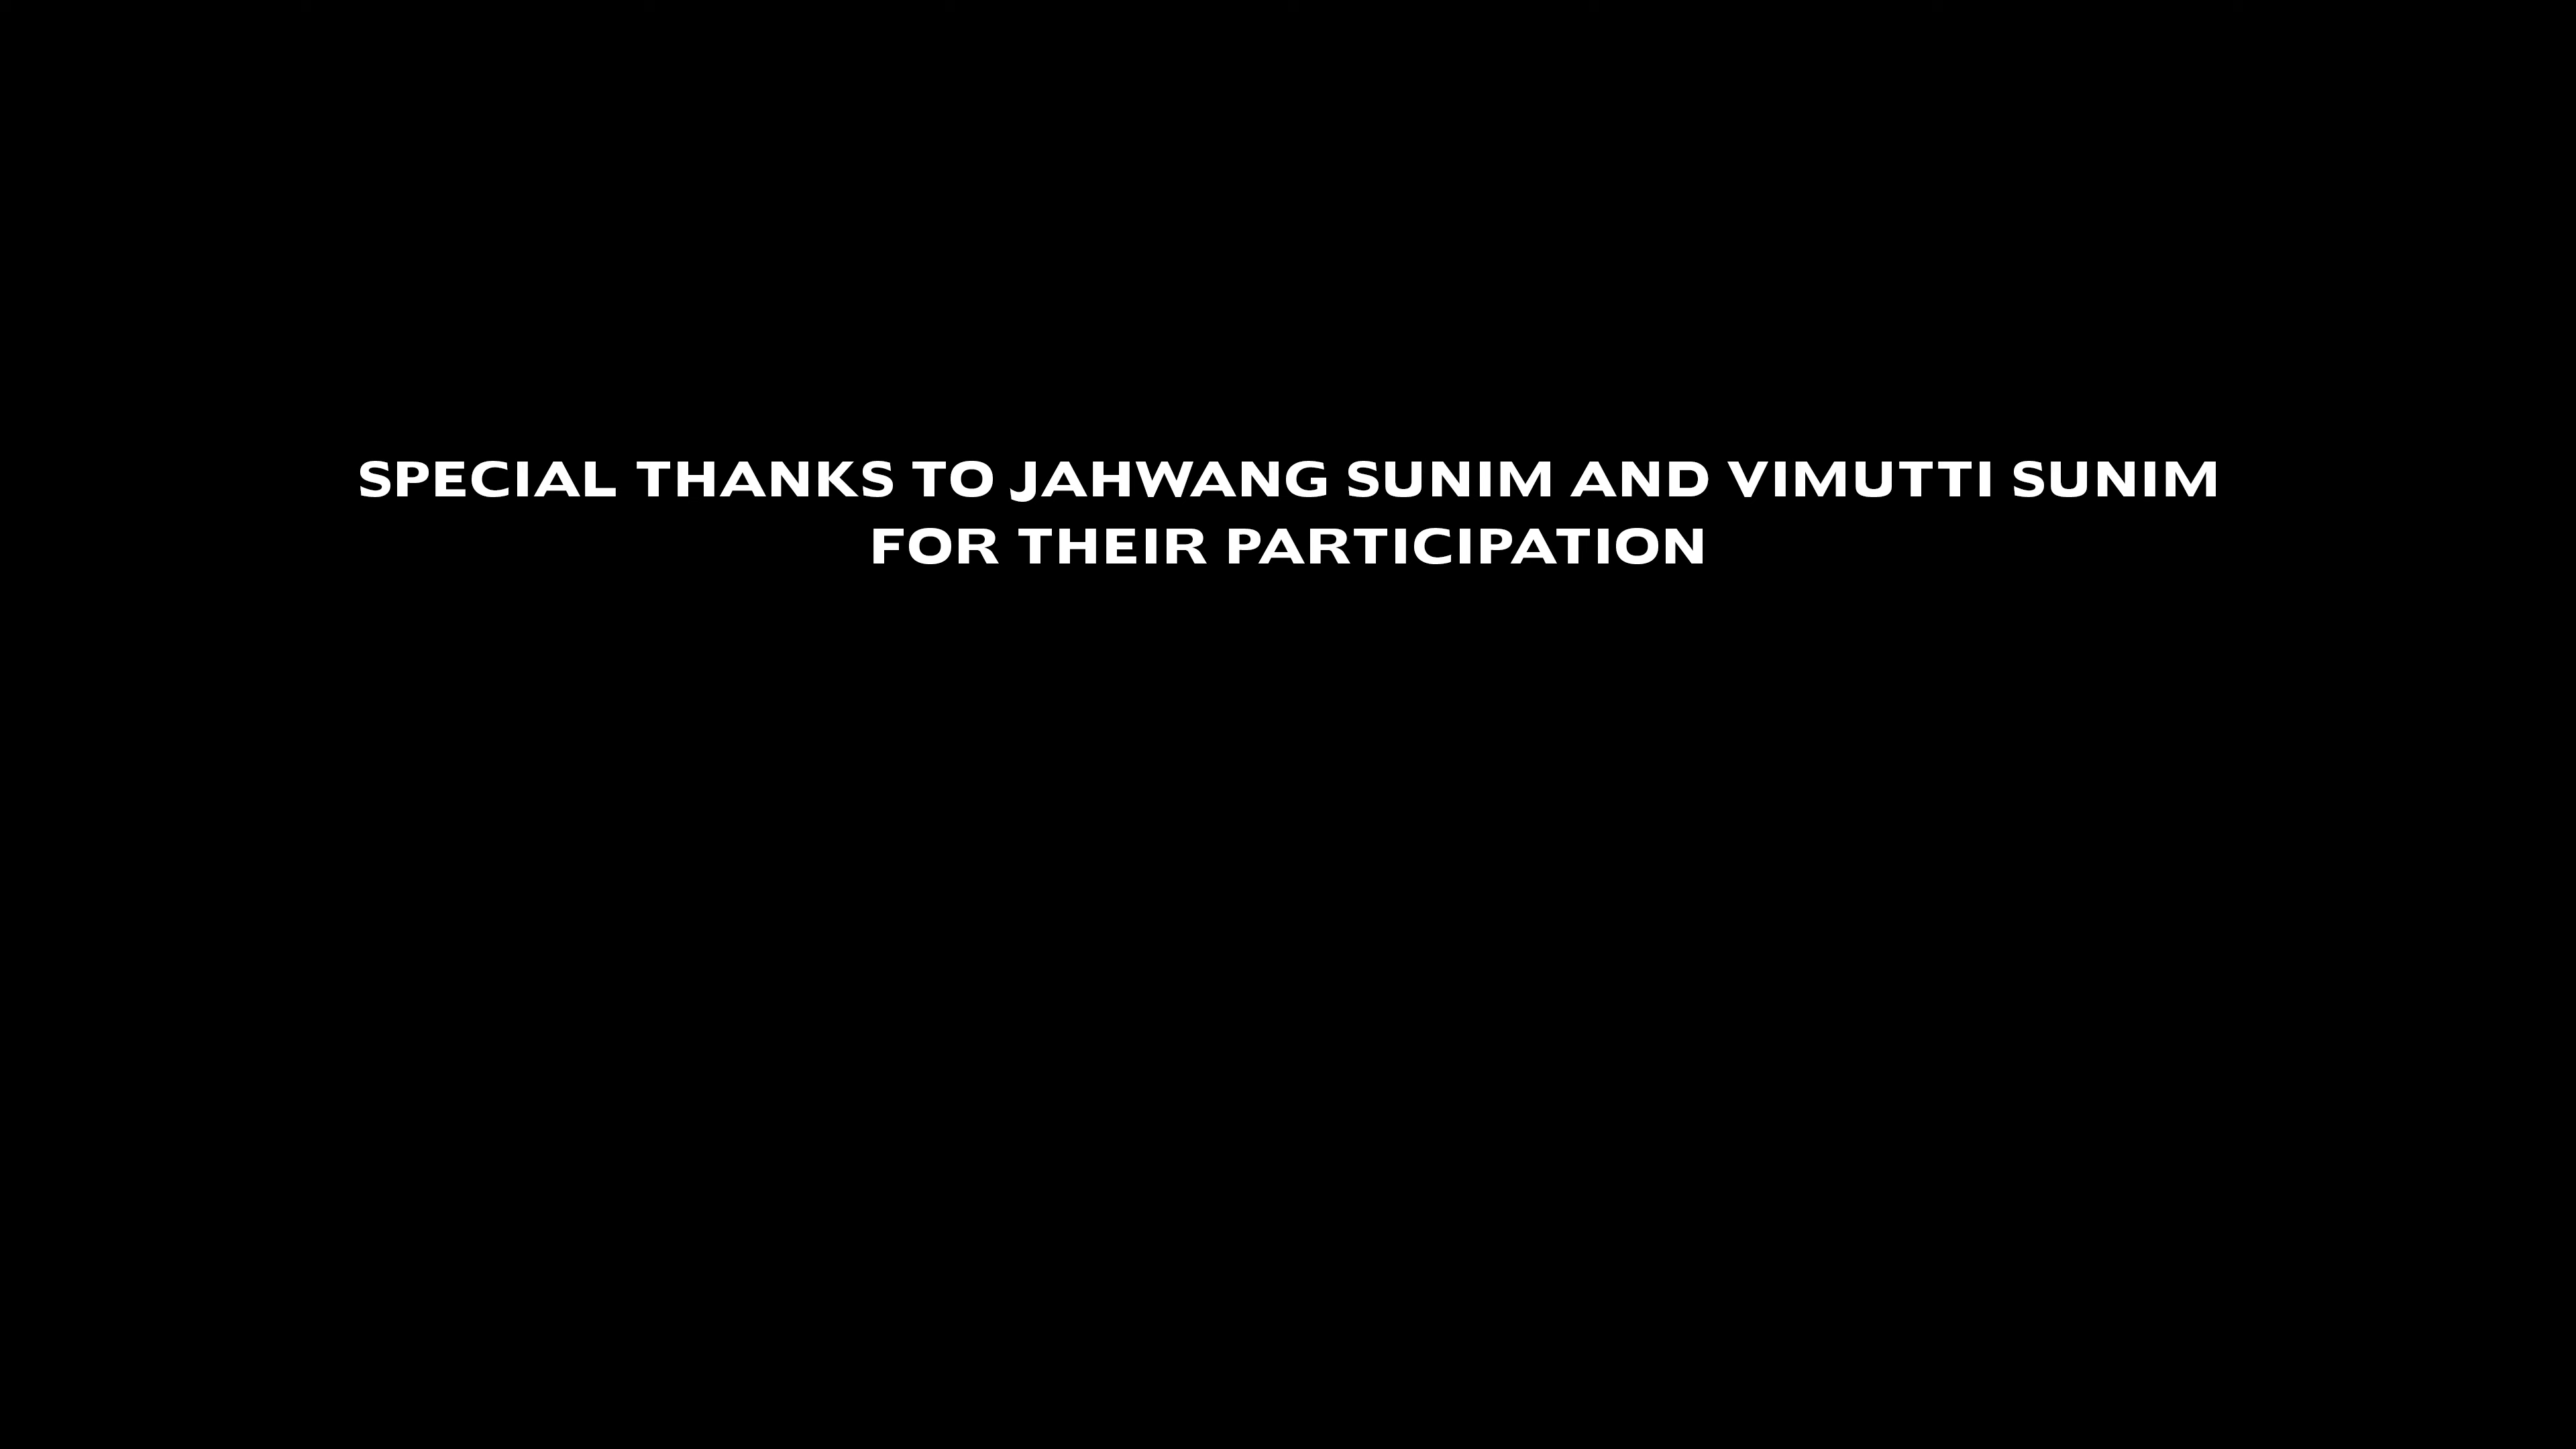 SPECIAL THANKS TO JAHWANG SUNIM AND VIMUTTI SUNIM
FOR THEIR PARTICIPATION